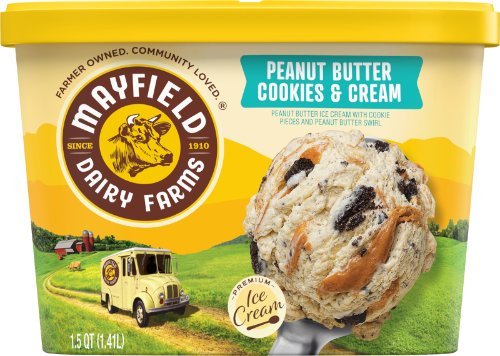 FARMER OWNED. COMMUNITY LOVED.
MAYFIELD
®
SINCE 1910
DAIRY FARMS
PEANUT BUTTER
COOKIES & CREAM
PEANUT BUTTER ICE CREAM WITH COOKIE
PIECES AND PEANUT BUTTER SWIRL
PREMIUM
Ice
Cream
1.5 QT (1.41L)